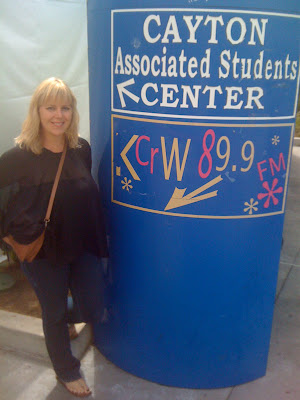 CAYTON
Associated Students
CENTER
KCrW 89.9
FM